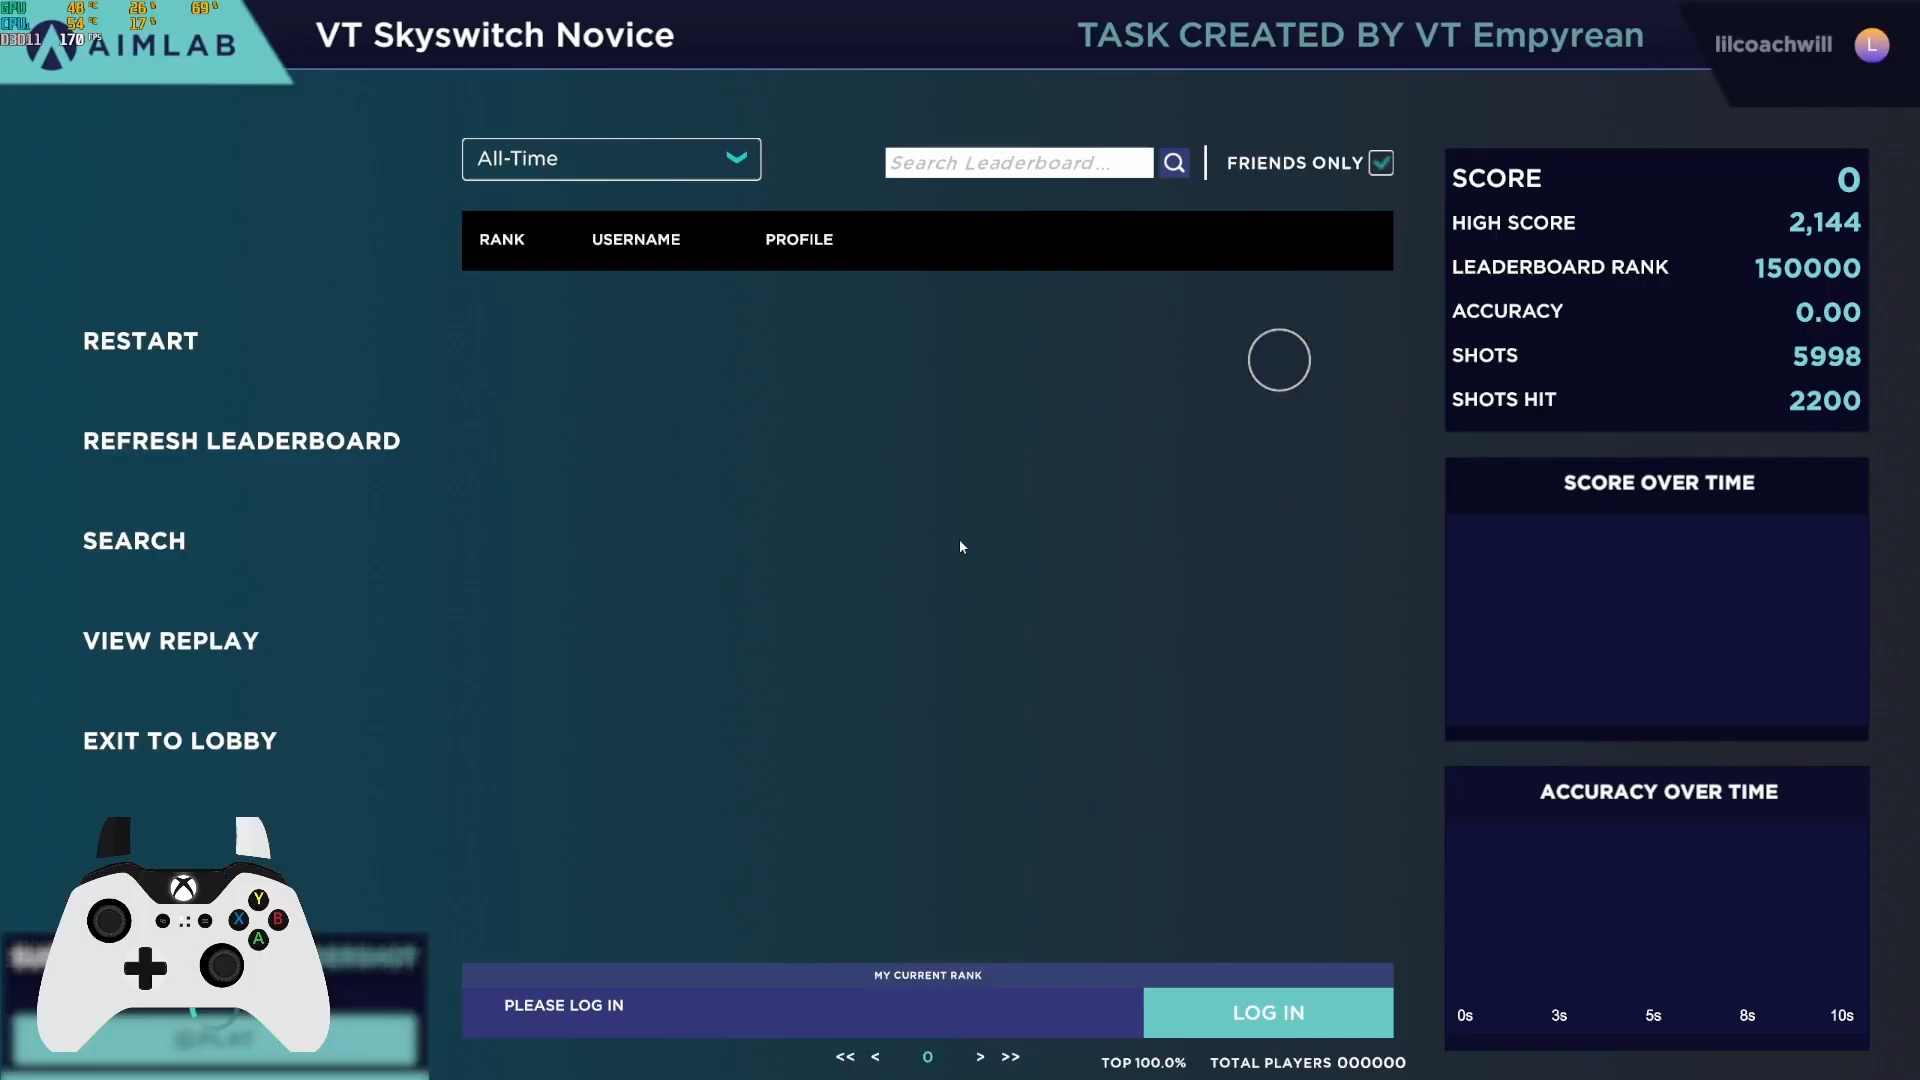 GPU 48 °C 26 % 69 %
CPU 54 °C 17 %
D3D11 170 FPS
AIMLAB
VT Skyswitch Novice
TASK CREATED BY VT Empyrean
lilcoachwill
L
All-Time
Search Leaderboard...
FRIENDS ONLY
RANK USERNAME PROFILE
RESTART
REFRESH LEADERBOARD
SEARCH
VIEW REPLAY
EXIT TO LOBBY
SCORE 0
HIGH SCORE 2,144
LEADERBOARD RANK 150000
ACCURACY 0.00
SHOTS 5998
SHOTS HIT 2200
SCORE OVER TIME
ACCURACY OVER TIME
0s 3s 5s 8s 10s
Y
X B
A
MY CURRENT RANK
PLEASE LOG IN
LOG IN
<< < 0 > >>
TOP 100.0% TOTAL PLAYERS 000000